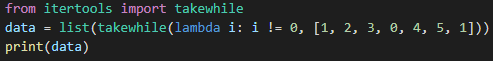 from itertools import takewhile
data = list(takewhile(lambda i: i != 0, [1, 2, 3, 0, 4, 5, 1]))
print(data)